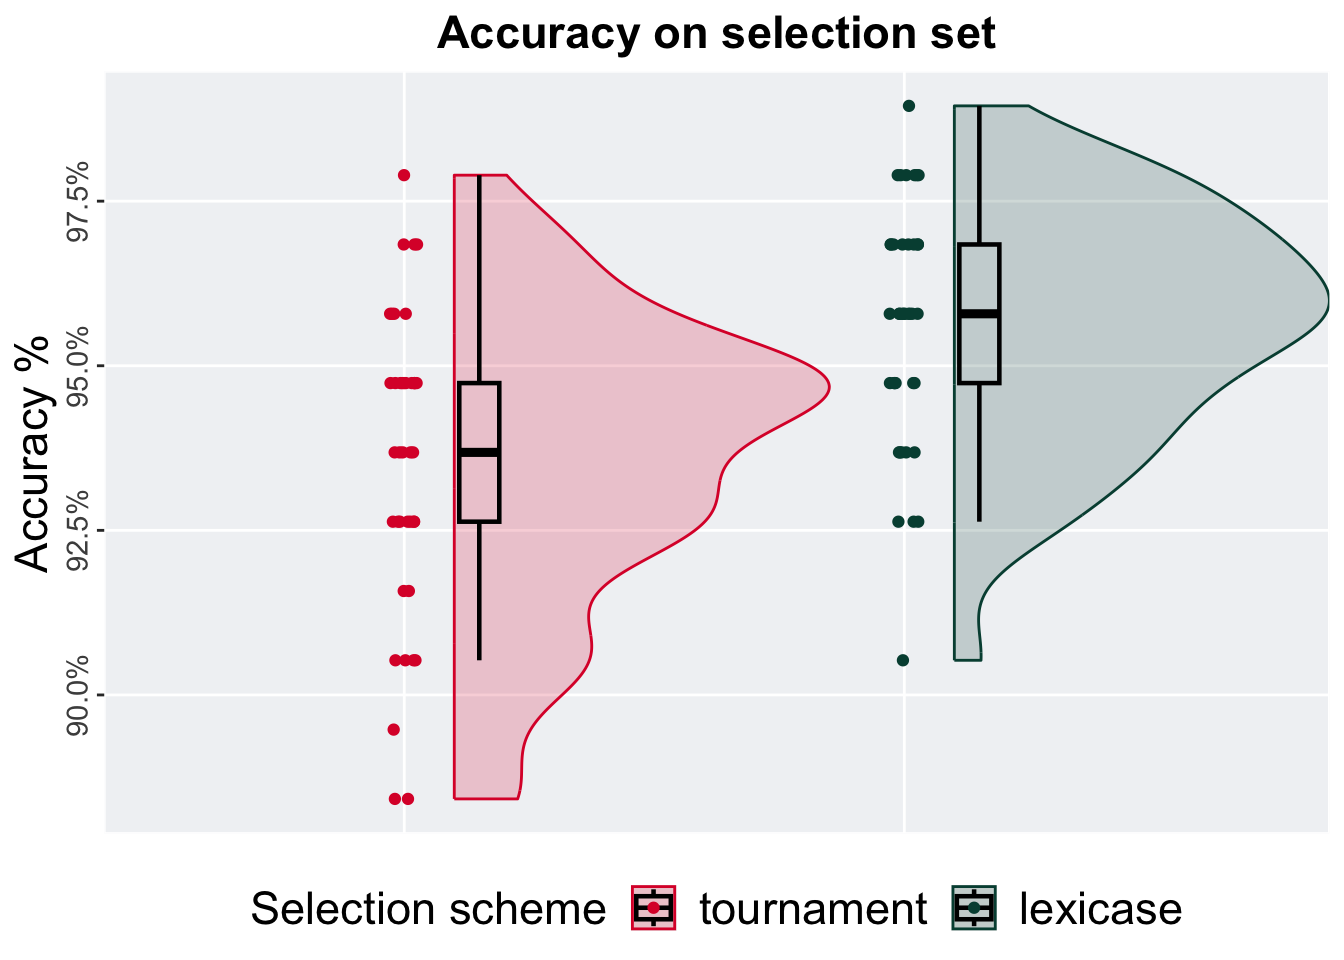 Accuracy on selection set
Accuracy %
97.5%
95.0%
92.5%
90.0%
Selection scheme tournament lexicase